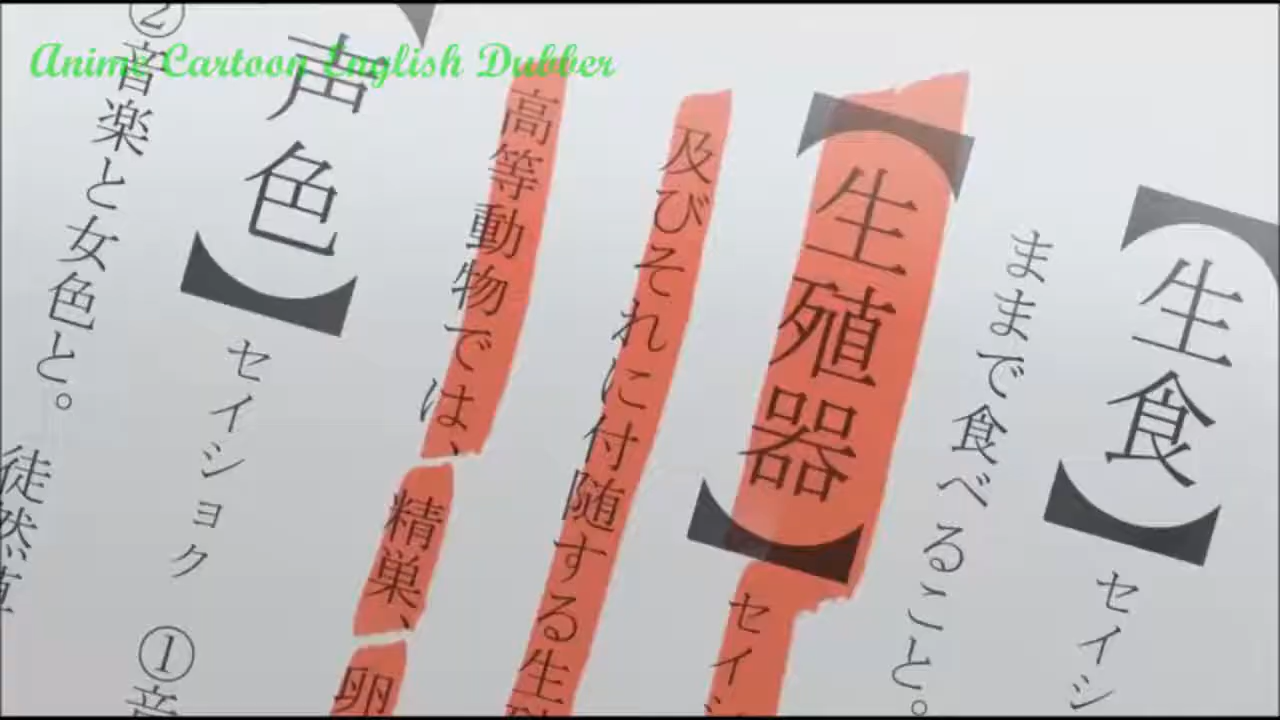 Anime Cartoon English Dubber
【生食】セイシ
ままで食べること。
【生殖器】セイシ
及びそれに付随する生殖
高等動物では、
精巣、
卵
声色】セイショク ①音
②音楽と女色と。徒然草